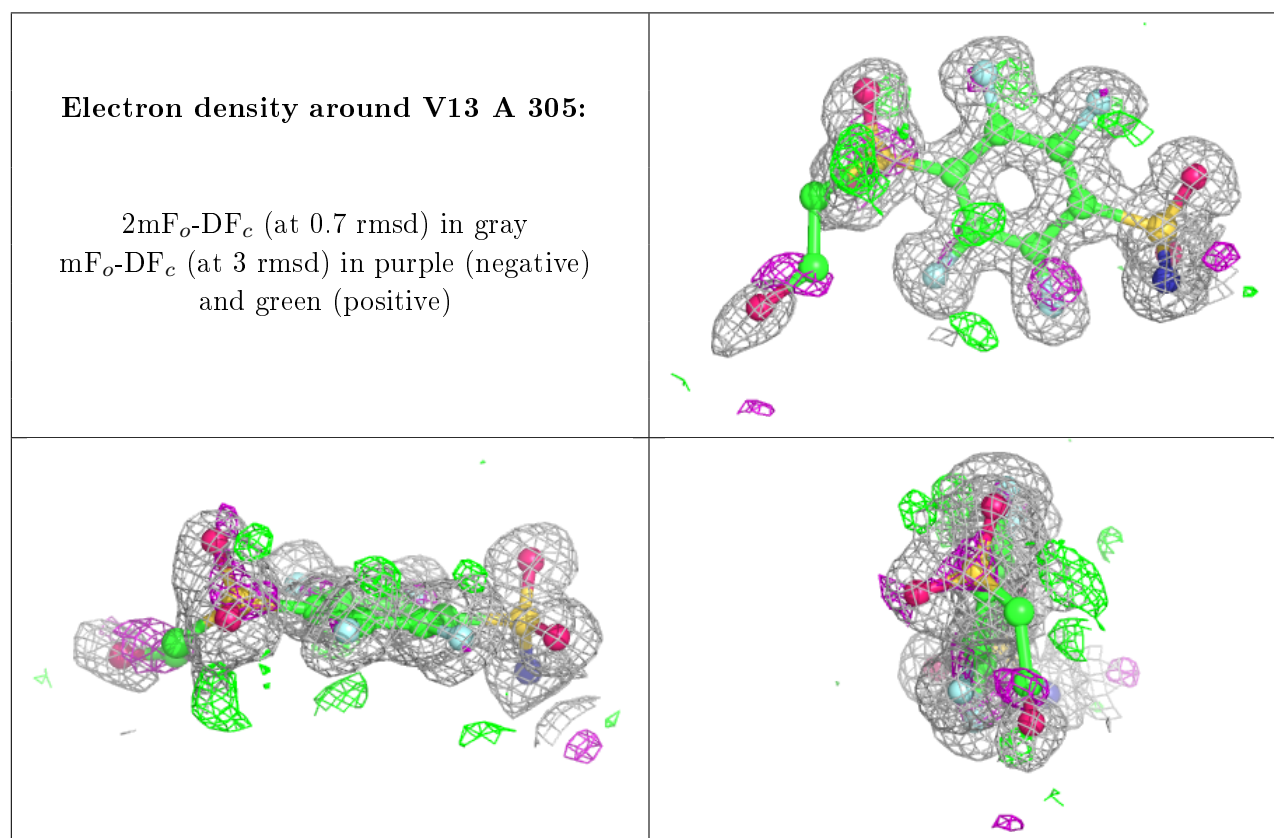 Electron density around V13 A 305:
2mFo-DFc (at 0.7 rmsd) in gray
mFo-DFc (at 3 rmsd) in purple (negative)
and green (positive)